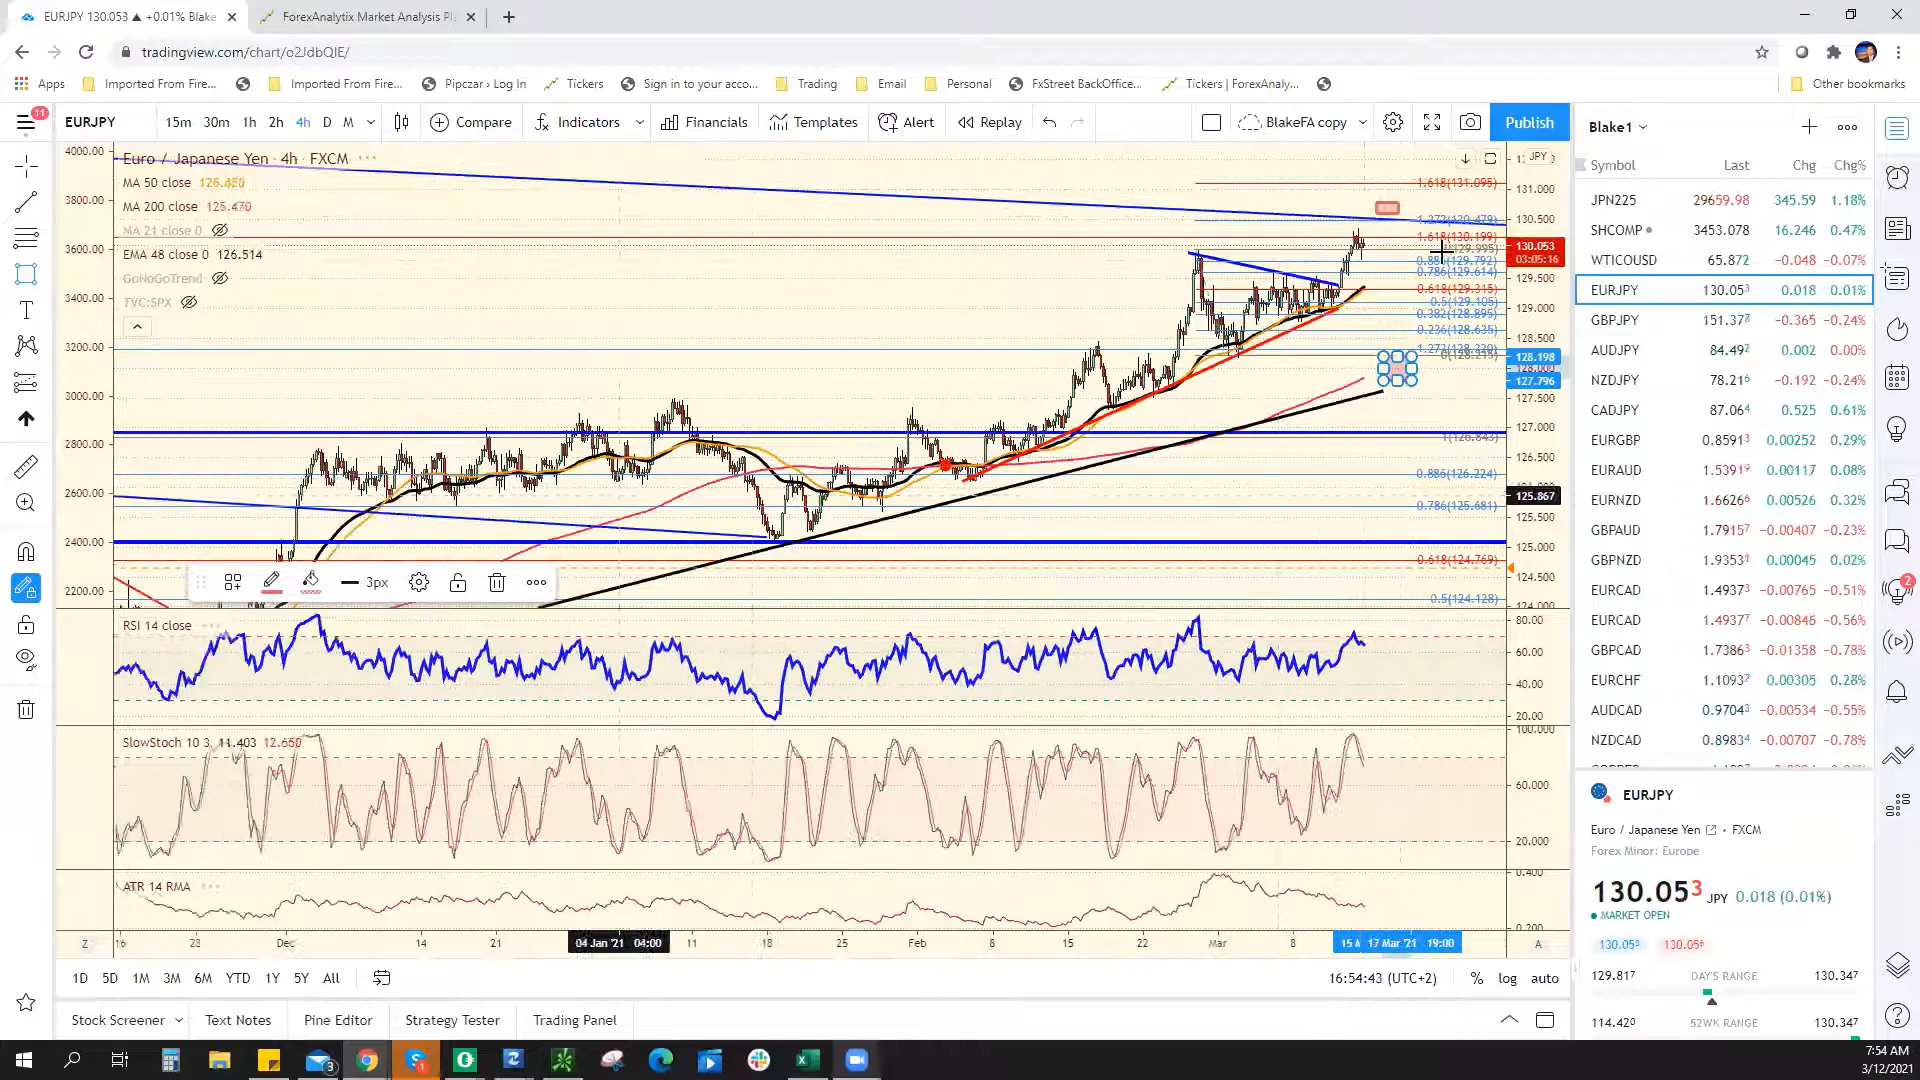 EURJPY 130.053 ▲ +0.01% Blake
ForexAnalytix Market Analysis Pl
tradingview.com/chart/o2JdbQIE/
Apps Imported From Fire... Imported From Fire... Pipczar › Log In Tickers Sign in to your acco... Trading Email Personal FxStreet BackOffice... Tickers | ForexAnaly... Other bookmarks
11 EURJPY 15m 30m 1h 2h 4h D M Compare Indicators Financials Templates Alert Replay BlakeFA copy Publish Blake1
Symbol Last Chg Chg%
JPN225 29659.98 345.59 1.18%
SHCOMP 3453.078 16.246 0.47%
WTICOUSD 65.872 −0.048 −0.07%
EURJPY 130.053 0.018 0.01%
GBPJPY 151.378 −0.365 −0.24%
AUDJPY 84.492 0.002 0.00%
NZDJPY 78.216 −0.192 −0.24%
CADJPY 87.064 0.525 0.61%
EURGBP 0.85913 0.00252 0.29%
EURAUD 1.53919 0.00117 0.08%
EURNZD 1.66266 0.00526 0.32%
GBPAUD 1.79157 −0.00407 −0.23%
GBPNZD 1.93534 0.00045 0.02%
EURCAD 1.49373 −0.00765 −0.51%
EURCAD 1.49377 −0.00846 −0.56%
GBPCAD 1.73863 −0.01358 −0.78%
EURCHF 1.10937 0.00305 0.28%
AUDCAD 0.97043 −0.00534 −0.55%
NZDCAD 0.89834 −0.00707 −0.78%
Euro / Japanese Yen · 4h · FXCM
MA 50 close
MA 200 close 125.470
MA 21 close 0
EMA 48 close 0 126.514
GoNoGoTrend
TVC:SPX
4000.00
3800.00
3600.00
3400.00
3200.00
3000.00
2800.00
2600.00
2400.00
2200.00
JPY
1.618(131.095)
131.000
130.500
1.618(130.199)
130.053
03:05:16
0.786(129.614)
129.500
0.618(129.315)
0.5(129.105)
129.000
0.382(128.895)
0.236(128.635)
128.500
128.198
127.796
127.500
127.000
1(126.843)
126.500
0.886(126.224)
125.867
0.786(125.681)
125.500
125.000
0.618(124.769)
124.500
0.5(124.128)
124.000
3px
RSI 14 close
80.00
60.00
40.00
20.00
SlowStoch 10 3, 11.403 12.650
100.000
60.000
20.000
ATR 14 RMA
0.400
0.200
Z 16 23 Dec 14 21 04 Jan '21 04:00 11 18 25 Feb 8 15 22 Mar 8 15 M 17 Mar '21 19:00 A
1D 5D 1M 3M 6M YTD 1Y 5Y All 16:54:43 (UTC+2) % log auto
Stock Screener Text Notes Pine Editor Strategy Tester Trading Panel
EURJPY
Euro / Japanese Yen • FXCM
Forex Minor: Europe
130.053 JPY 0.018 (0.01%)
MARKET OPEN
129.817 DAY'S RANGE 130.347
114.420 52WK RANGE 130.347
2
3
1
7:54 AM
3/12/2021